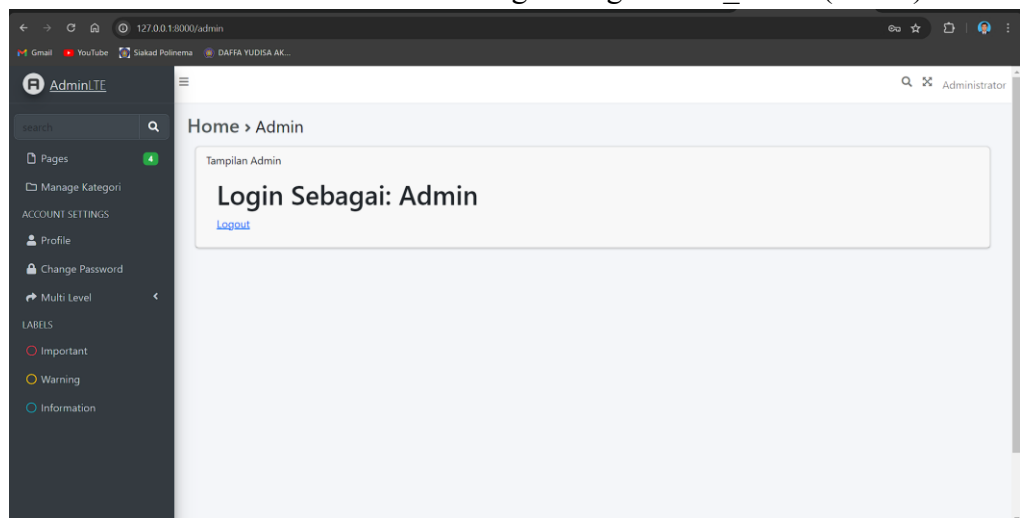 127.0.0.1:8000/admin
Gmail YouTube Siakad Polinema DAFFA YUDISA AK...
AdminLTE
Administrator
search
Home › Admin
Pages 4
Tampilan Admin
Manage Kategori
Login Sebagai: Admin
ACCOUNT SETTINGS
Logout
Profile
Change Password
Multi Level
LABELS
Important
Warning
Information